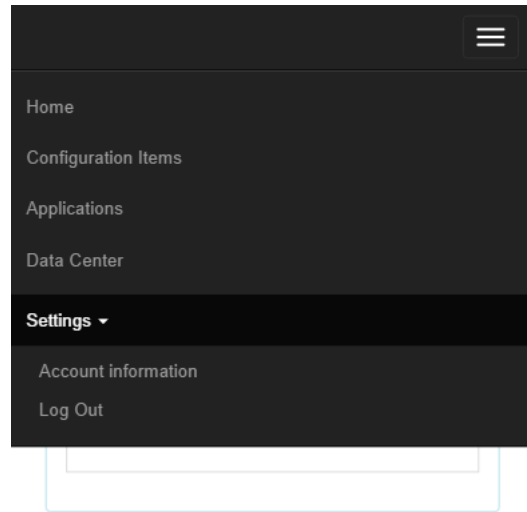 Home
Configuration Items
Applications
Data Center
Settings
Account information
Log Out